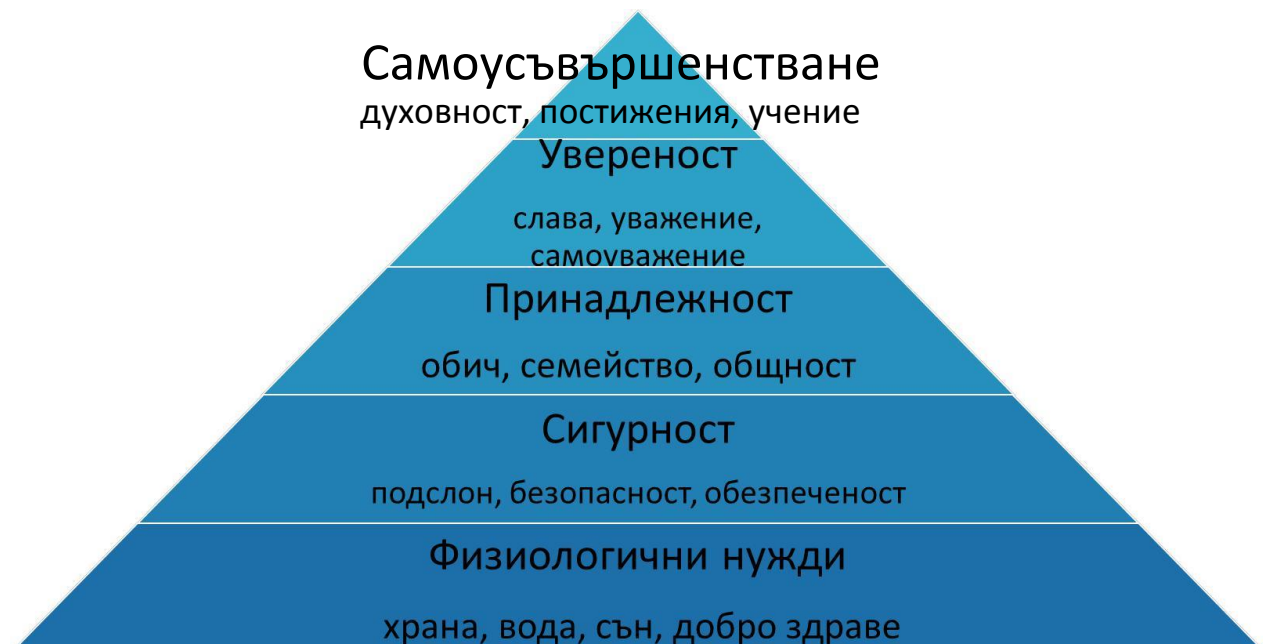 Самоусъвършенстване
духовност, постижения, учение
Увереност
слава, уважение,
самоуважение
Принадлежност
обич, семейство, общност
Сигурност
подслон, безопасност, обезпеченост
Физиологични нужди
храна, вода, сън, добро здраве